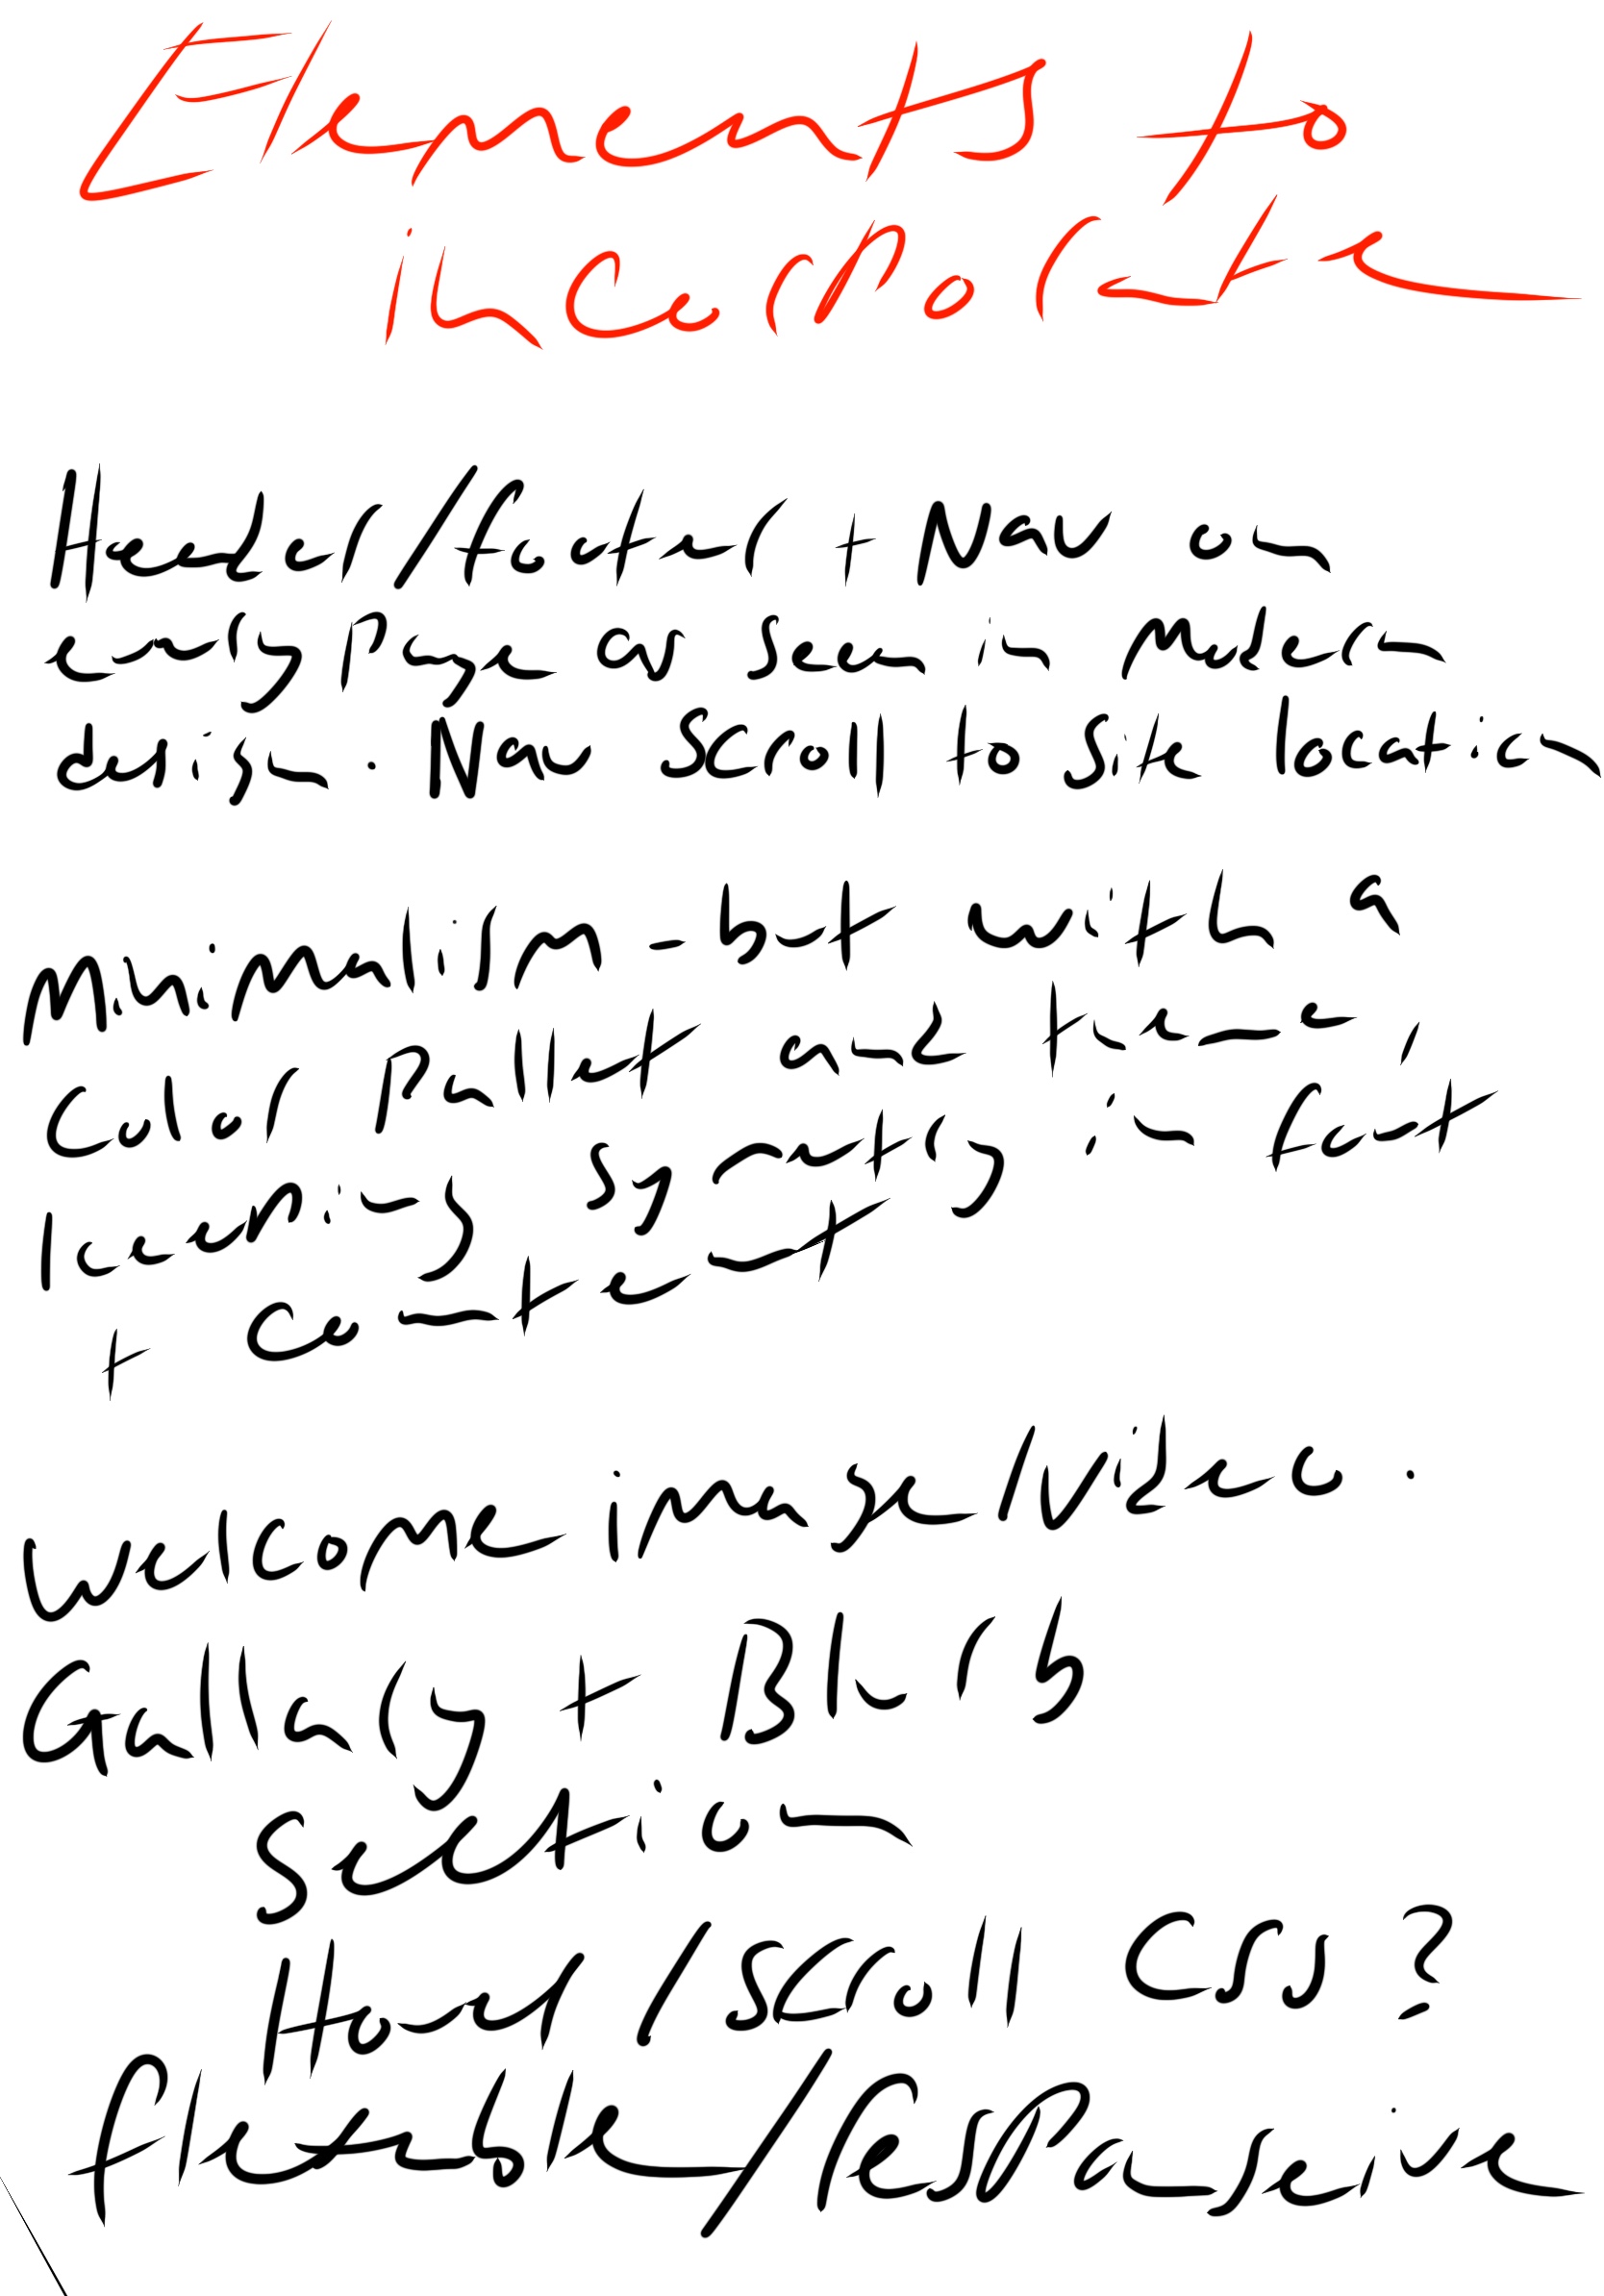 Elements to
incorporate
Header/footer + Nav on
every Page as seen in Modern
design. Nav scroll to site location
Minimalism - but with a
Color Pallet and theme,
keeping symmetry in font
+ content
Welcome image/video.
Gallary + Blurb
Section
Hover/scroll CSS?
flexible/responsive